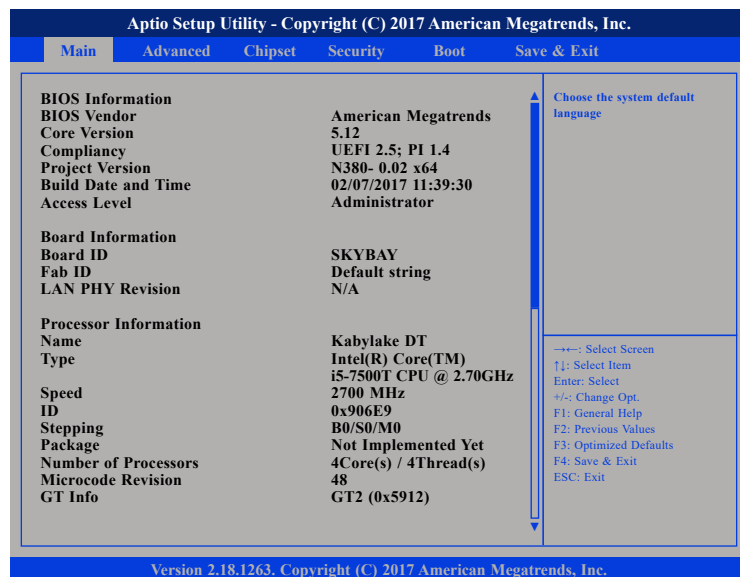 Aptio Setup Utility - Copyright (C) 2017 American Megatrends, Inc.
Main Advanced Chipset Security Boot Save & Exit
BIOS Information
BIOS Vendor American Megatrends
Core Version 5.12
Compliancy UEFI 2.5; PI 1.4
Project Version N380- 0.02 x64
Build Date and Time 02/07/2017 11:39:30
Access Level Administrator
Board Information
Board ID SKYBAY
Fab ID Default string
LAN PHY Revision N/A
Processor Information
Name Kabylake DT
Type Intel(R) Core(TM)
i5-7500T CPU @ 2.70GHz
Speed 2700 MHz
ID 0x906E9
Stepping B0/S0/M0
Package Not Implemented Yet
Number of Processors 4Core(s) / 4Thread(s)
Microcode Revision 48
GT Info GT2 (0x5912)
Choose the system default
language
→←: Select Screen
↑↓: Select Item
Enter: Select
+/-: Change Opt.
F1: General Help
F2: Previous Values
F3: Optimized Defaults
F4: Save & Exit
ESC: Exit
Version 2.18.1263. Copyright (C) 2017 American Megatrends, Inc.